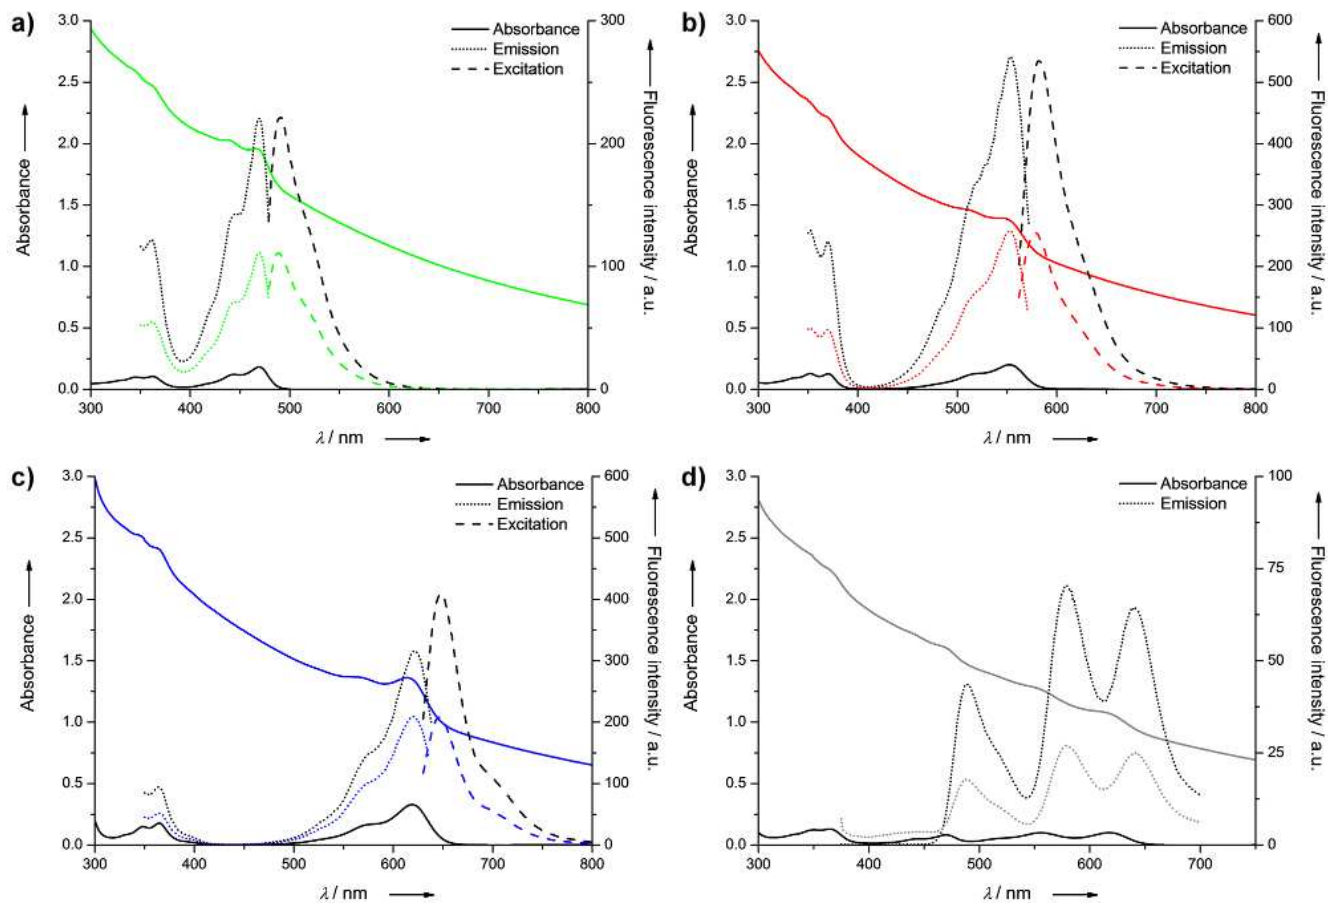 a)
3.0
2.5
2.0
1.5
1.0
0.5
0.0
Absorbance
300 400 500 600 700 800
λ / nm
300
200
100
0
Fluorescence intensity / a.u.
Absorbance
Emission
Excitation
b)
3.0
2.5
2.0
1.5
1.0
0.5
0.0
Absorbance
300 400 500 600 700 800
λ / nm
600
500
400
300
200
100
0
Fluorescence intensity / a.u.
Absorbance
Emission
Excitation
c)
3.0
2.5
2.0
1.5
1.0
0.5
0.0
Absorbance
300 400 500 600 700 800
λ / nm
600
500
400
300
200
100
0
Fluorescence intensity / a.u.
Absorbance
Emission
Excitation
d)
3.0
2.5
2.0
1.5
1.0
0.5
0.0
Absorbance
300 400 500 600 700
λ / nm
100
75
50
25
0
Fluorescence intensity / a.u.
Absorbance
Emission